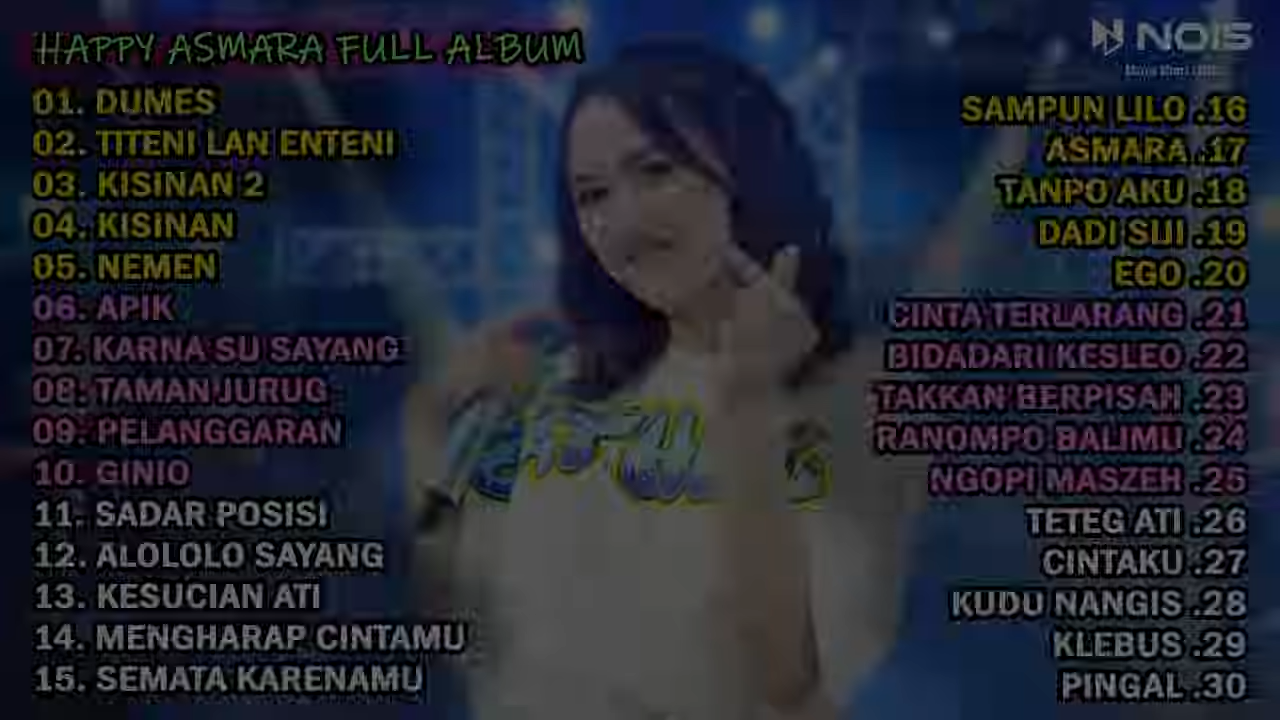 HAPPY ASMARA FULL ALBUM
NOIS
01. DUMES
02. TITENI LAN ENTENI
03. KISINAN 2
04. KISINAN
05. NEMEN
06. APIK
07. KARNA SU SAYANG
08. TAMAN JURUG
09. PELANGGARAN
10. GINIO
11. SADAR POSISI
12. ALOLOLO SAYANG
13. KESUCIAN ATI
14. MENGHARAP CINTAMU
15. SEMATA KARENAMU
SAMPUN LILO .16
ASMARA .17
TANPO AKU .18
DADI SIJI .19
EGO .20
CINTA TERLARANG .21
BIDADARI KESLEO .22
TAKKAN BERPISAH .23
RANOMPO BALIMU .24
NGOPI MASZEH .25
TETEG ATI .26
CINTAKU .27
KUDU NANGIS .28
KLEBUS .29
PINGAL .30